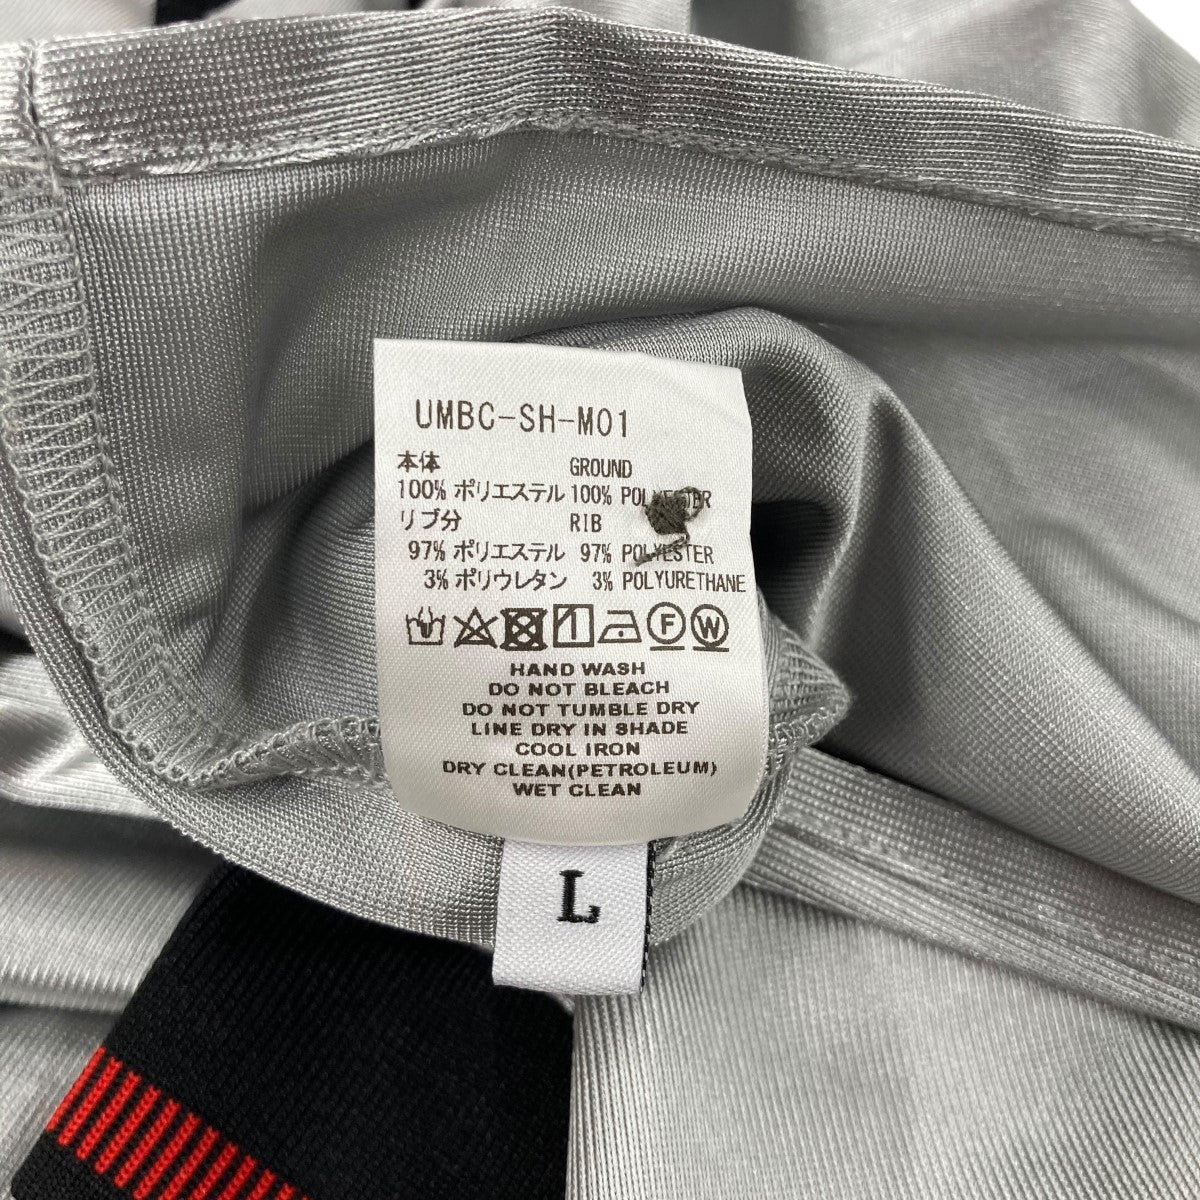 UMBC-SH-M01
本体 GROUND
100% ポリエステル 100% POLYESTER
リブ分 RIB
97% ポリエステル 97% POLYESTER
3% ポリウレタン 3% POLYURETHANE
F W
HAND WASH
DO NOT BLEACH
DO NOT TUMBLE DRY
LINE DRY IN SHADE
COOL IRON
DRY CLEAN(PETROLEUM)
WET CLEAN
L